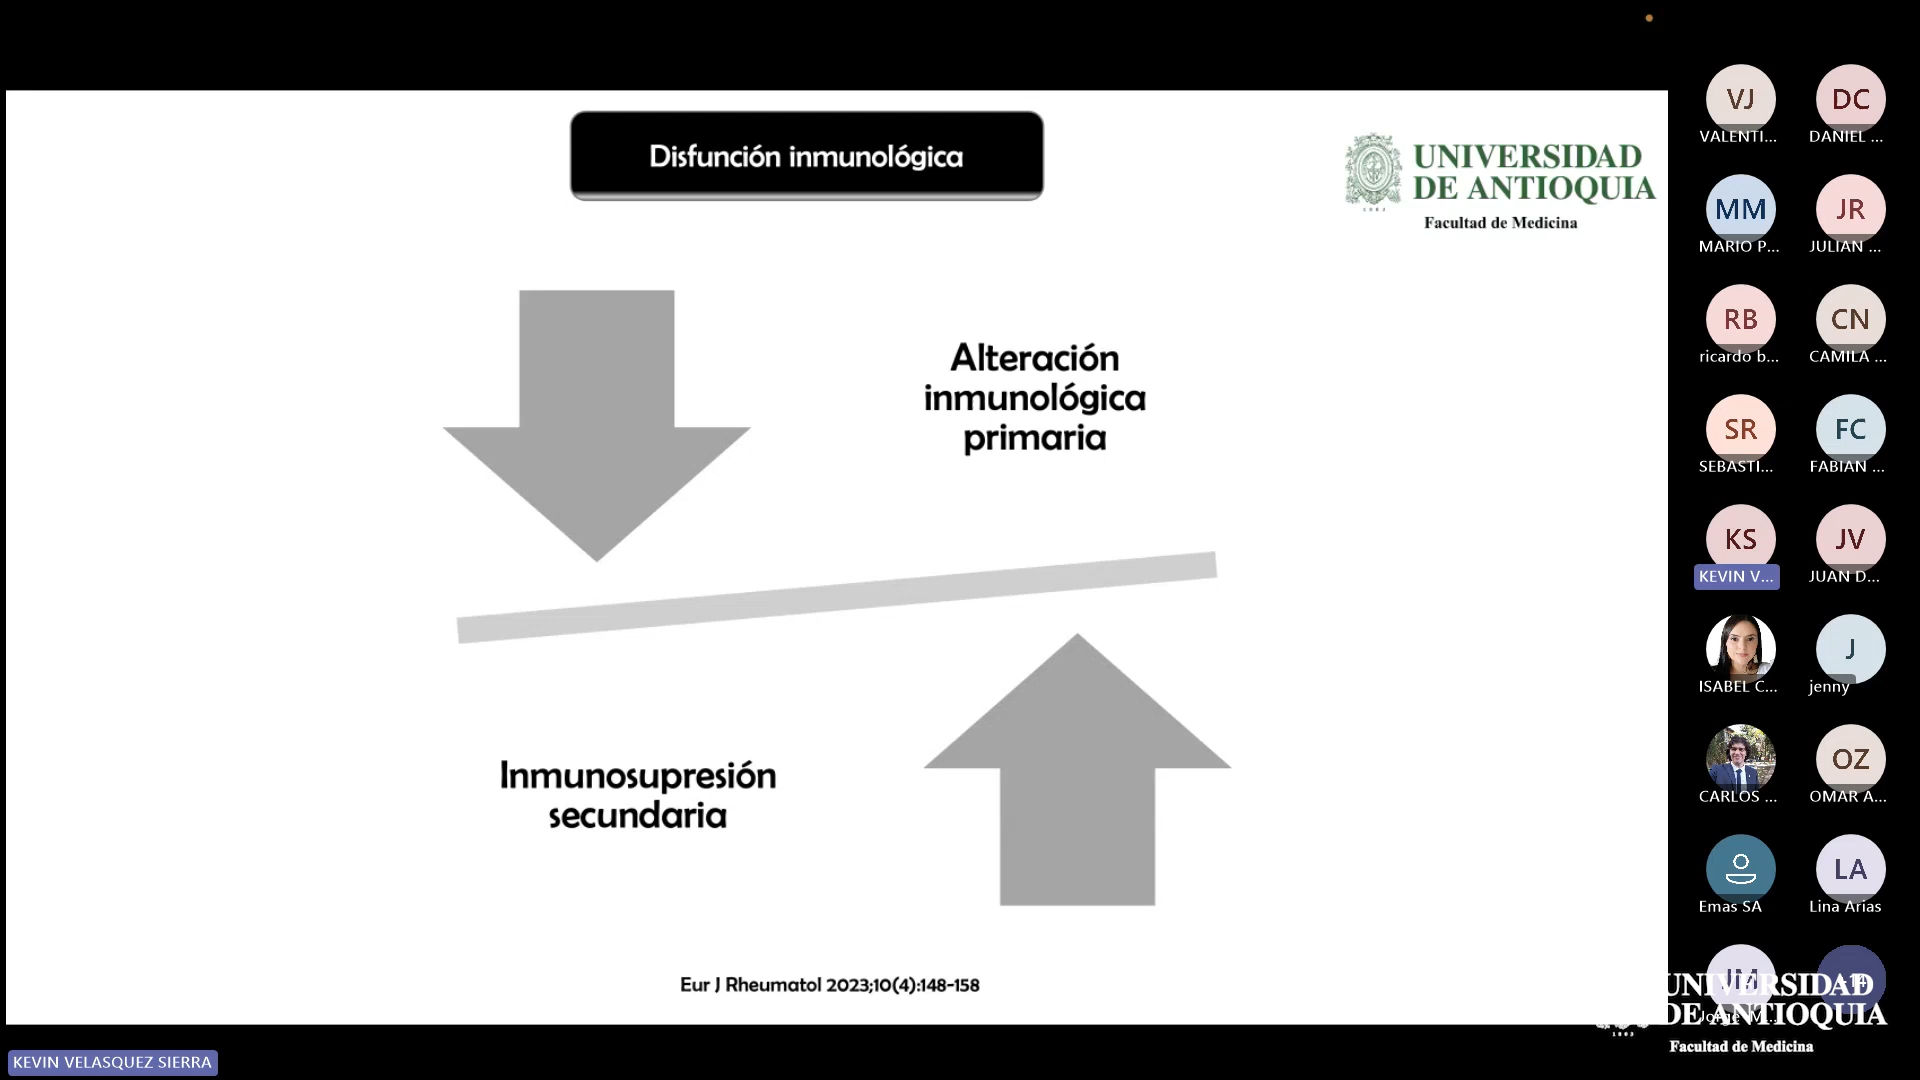 Disfunción inmunológica
UNIVERSIDAD
DE ANTIOQUIA
1803
Facultad de Medicina
Alteración
inmunológica
primaria
Inmunosupresión
secundaria
Eur J Rheumatol 2023;10(4):148-158
VJ
VALENTI...
DC
DANIEL ...
MM
MARIO P...
JR
JULIAN ...
RB
ricardo b...
CN
CAMILA ...
SR
SEBASTI...
FC
FABIAN ...
KS
KEVIN V...
JV
JUAN D...
ISABEL C...
J
jenny
CARLOS ...
OZ
OMAR A...
Emas SA
LA
Lina Arias
JM
UNIVERSIDAD
DE ANTIOQUIA
1803
Facultad de Medicina
KEVIN VELASQUEZ SIERRA